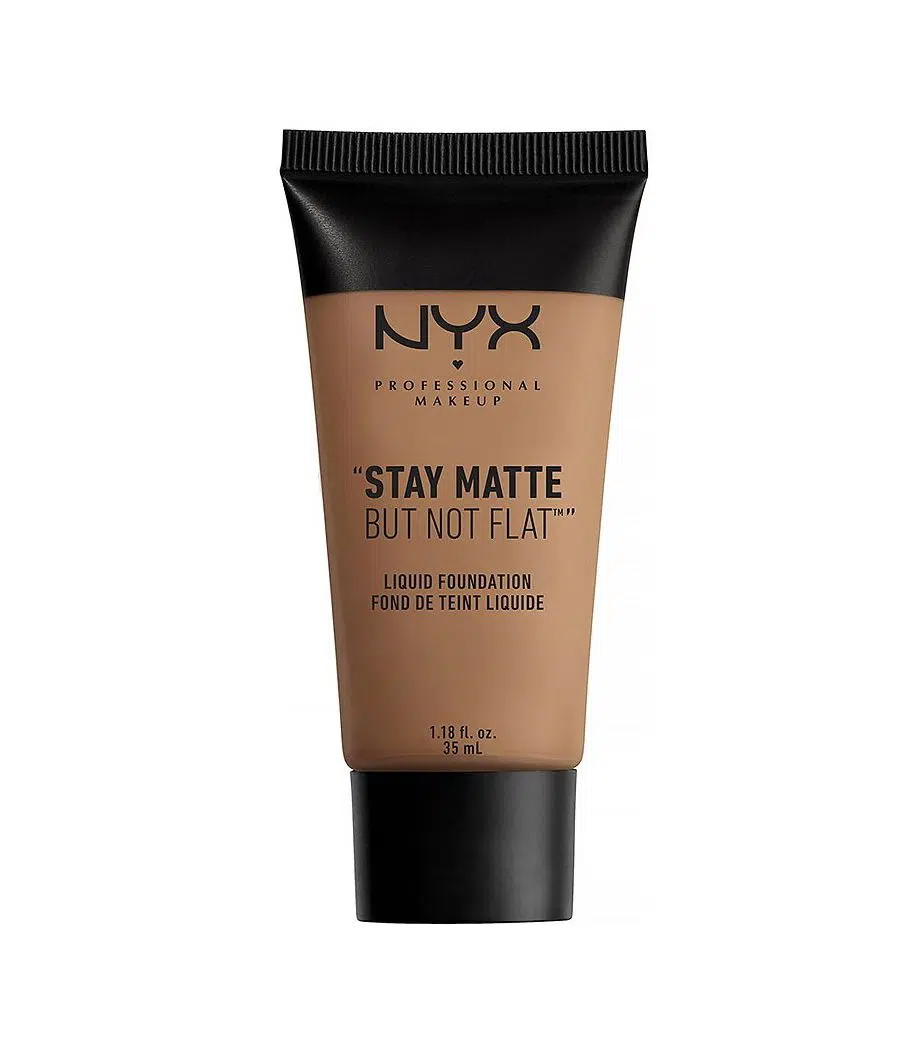 NYX
PROFESSIONAL
MAKEUP
“STAY MATTE
BUT NOT FLAT™”
LIQUID FOUNDATION
FOND DE TEINT LIQUIDE
1.18 fl. oz.
35 mL